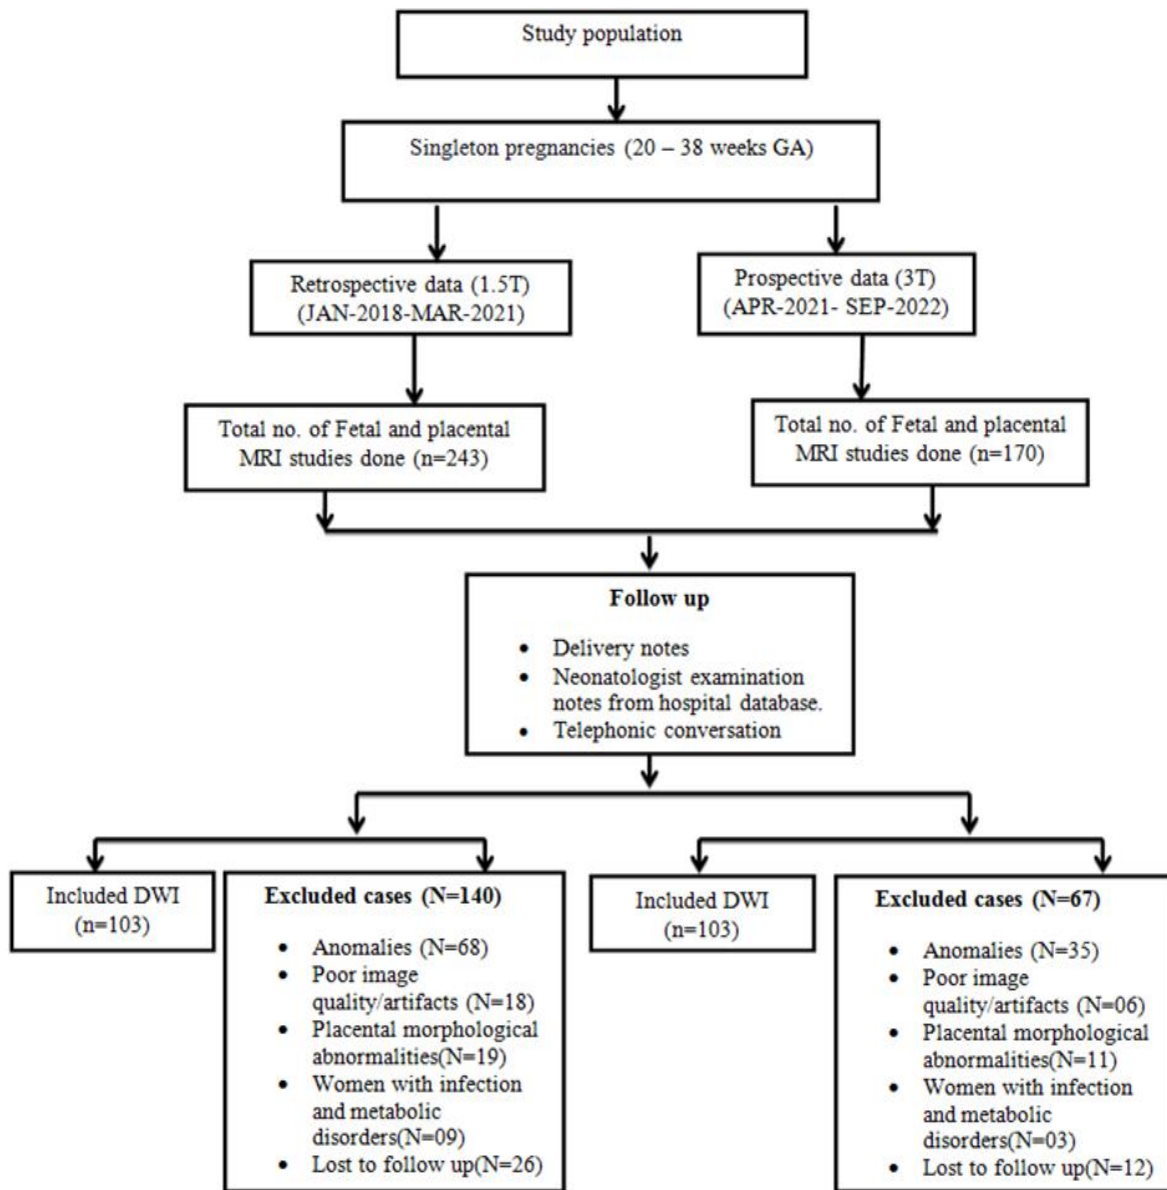 Study population
Singleton pregnancies (20 – 38 weeks GA)
Retrospective data (1.5T)
(JAN-2018-MAR-2021)
Prospective data (3T)
(APR-2021- SEP-2022)
Total no. of Fetal and placental
MRI studies done (n=243)
Total no. of Fetal and placental
MRI studies done (n=170)
Follow up
• Delivery notes
• Neonatologist examination
notes from hospital database.
• Telephonic conversation
Included DWI
(n=103)
Excluded cases (N=140)
• Anomalies (N=68)
• Poor image
quality/artifacts (N=18)
• Placental morphological
abnormalities(N=19)
• Women with infection
and metabolic
disorders(N=09)
• Lost to follow up(N=26)
Included DWI
(n=103)
Excluded cases (N=67)
• Anomalies (N=35)
• Poor image
quality/artifacts (N=06)
• Placental morphological
abnormalities(N=11)
• Women with infection
and metabolic
disorders(N=03)
• Lost to follow up(N=12)